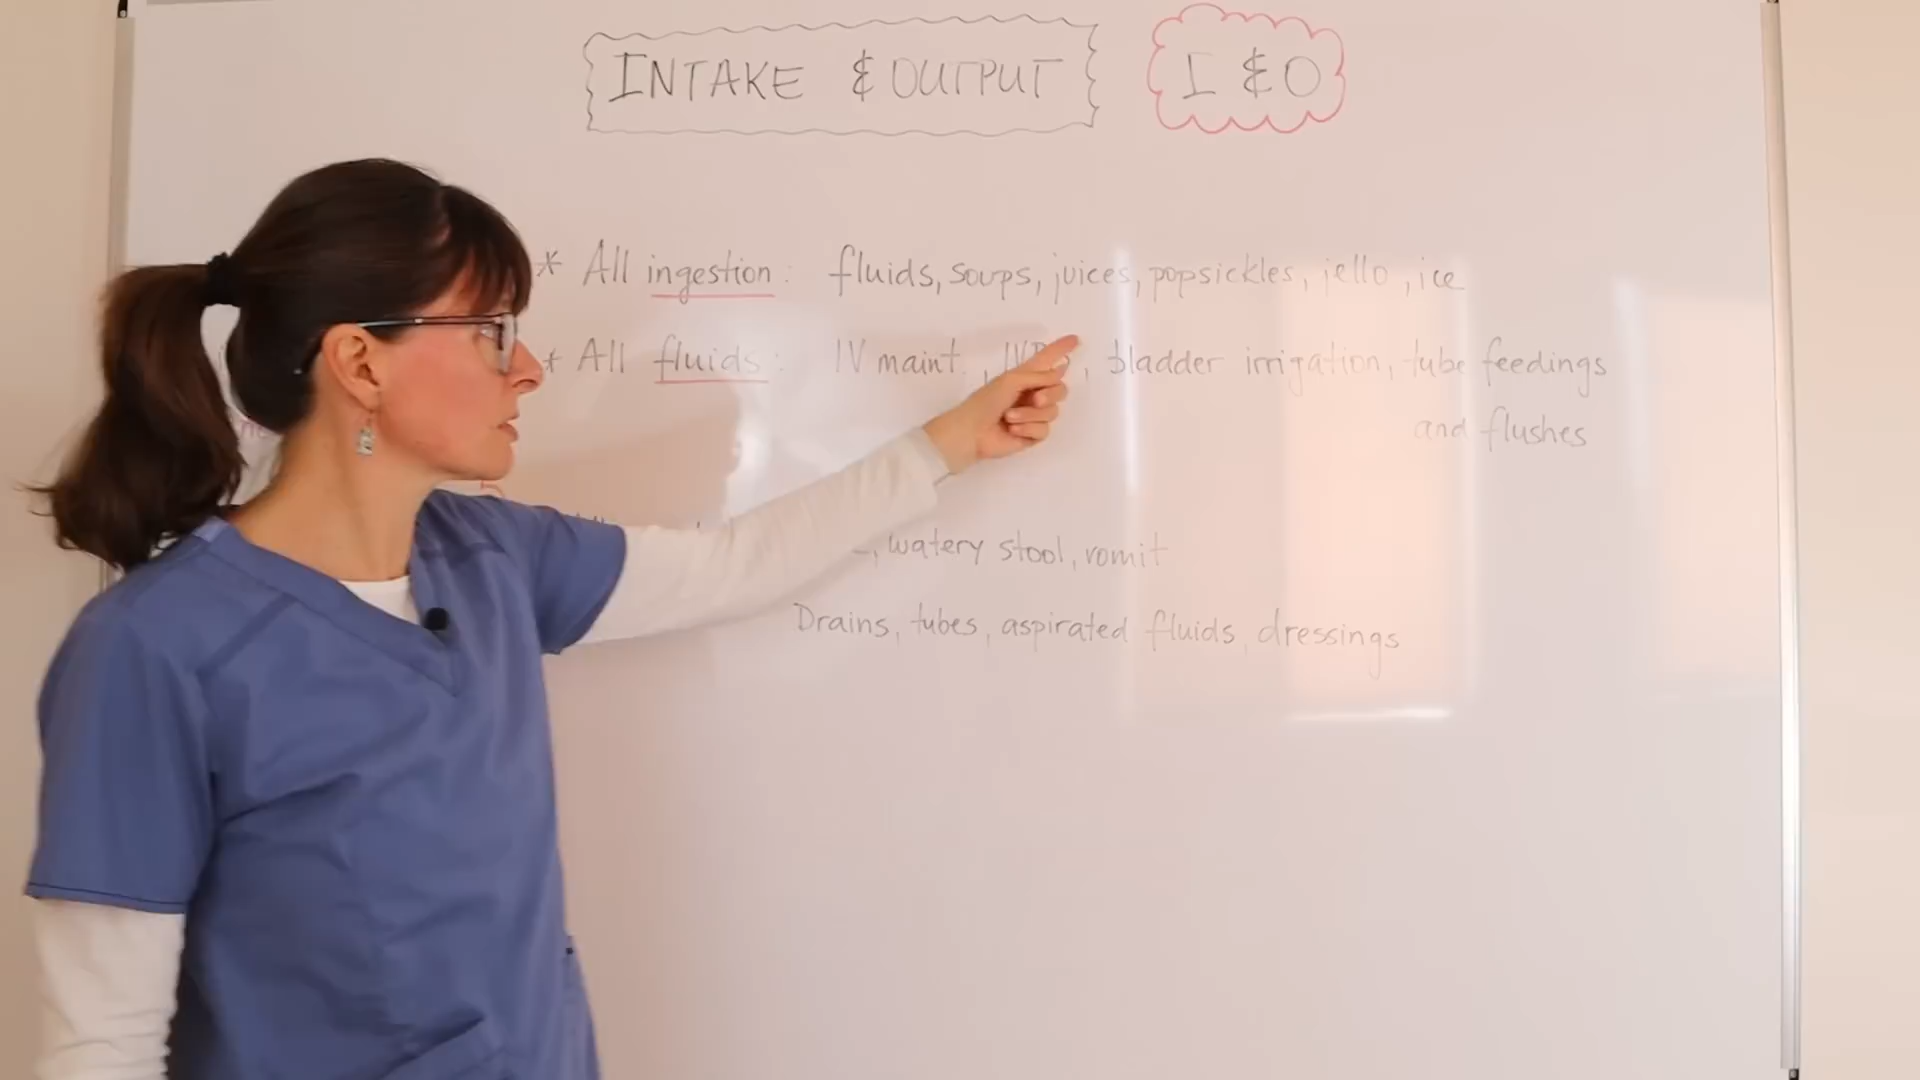 INTAKE & OUTPUT I & O
* All ingestion: fluids, soups, juices, popsickles, jello, ice
* All fluids: IV maint., bladder irrigation, tube feedings
and flushes
, watery stool, vomit
Drains, tubes, aspirated fluids, dressings